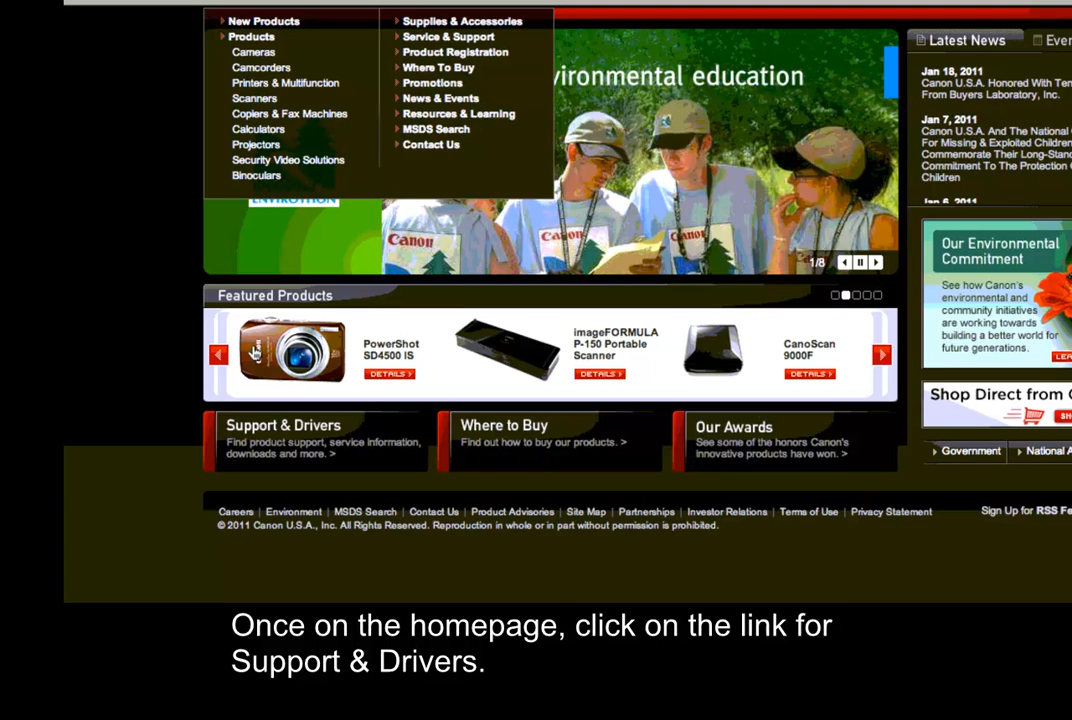 New Products
Products
Cameras
Camcorders
Printers & Multifunction
Scanners
Copiers & Fax Machines
Calculators
Projectors
Security Video Solutions
Binoculars
Supplies & Accessories
Service & Support
Product Registration
Where To Buy
Promotions
News & Events
Resources & Learning
MSDS Search
Contact Us
vironmental education
ENVIROTHON
Canon
Canon
Canon
1/8
Latest News
Jan 18, 2011
Canon U.S.A. Honored With
From Buyers Laboratory, Inc.
Jan 7, 2011
Canon U.S.A. And The National
For Missing & Exploited Children
Commemorate Their
Commitment To The Protection
Children
Jan 6, 2011
Our Environmental
Commitment
See how Canon's
environmental and
community initiatives
are working towards
building a better world for
future generations.
Featured Products
PowerShot
SD4500 IS
DETAILS >
imageFORMULA
P-150 Portable
Scanner
DETAILS >
CanoScan
9000F
DETAILS >
Shop Direct from
Support & Drivers
Find product support, service information,
downloads and more. >
Where to Buy
Find out how to buy our products. >
Our Awards
See some of the honors Canon's
innovative products have won. >
Government
National
Careers | Environment | MSDS Search | Contact Us | Product Advisories | Site Map | Partnerships | Investor Relations | Terms of Use | Privacy Statement
Sign Up for RSS
© 2011 Canon U.S.A., Inc. All Rights Reserved. Reproduction in whole or in part without permission is prohibited.
Once on the homepage, click on the link for
Support & Drivers.